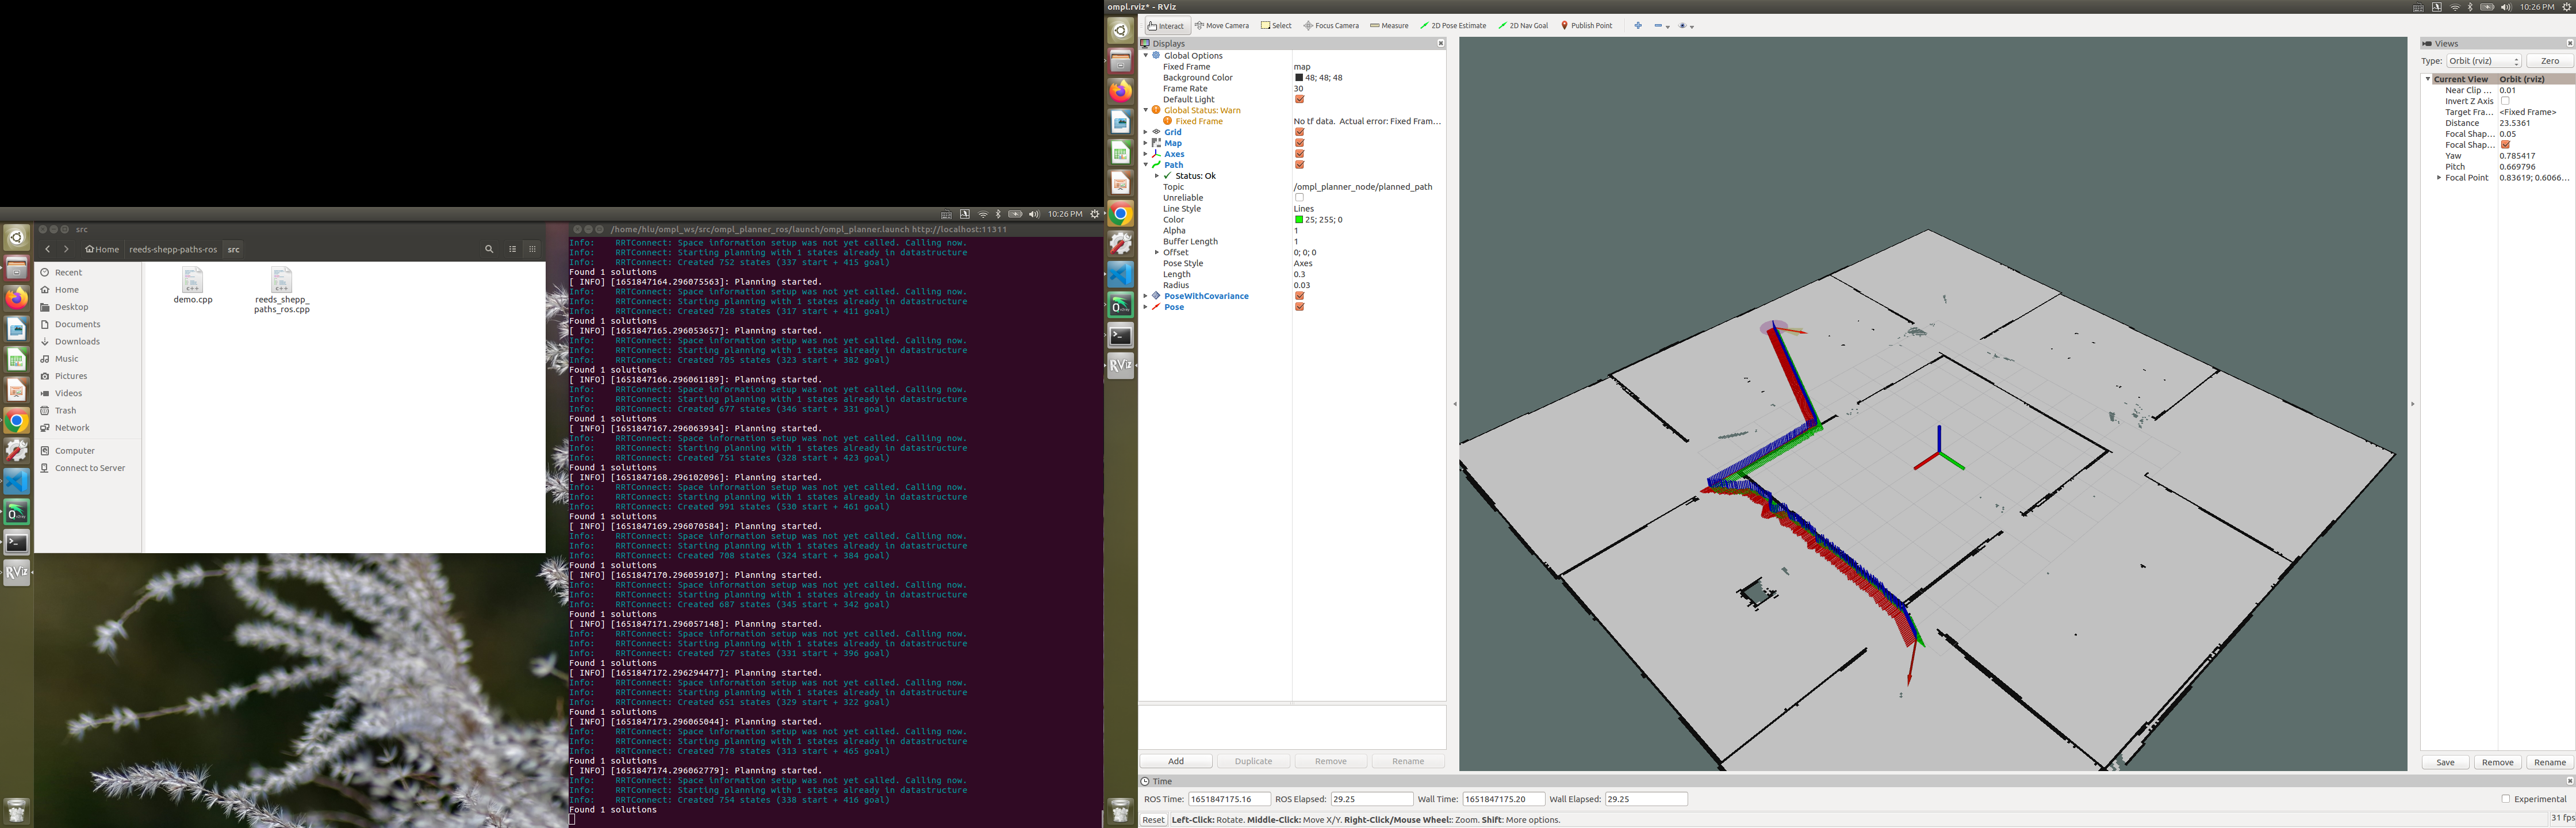 ompl.rviz* - RViz
10:26 PM
Interact Move Camera Select Focus Camera Measure 2D Pose Estimate 2D Nav Goal Publish Point
Displays
Global Options
Fixed Frame map
Background Color 48; 48; 48
Frame Rate 30
Default Light
Global Status: Warn
Fixed Frame No tf data. Actual error: Fixed Fram...
Grid
Map
Axes
Path
Status: Ok
Topic /ompl_planner_node/planned_path
Unreliable
Line Style Lines
Color 25; 255; 0
Alpha 1
Buffer Length 1
Offset 0; 0; 0
Pose Style Axes
Length 0.3
Radius 0.03
PoseWithCovariance
Pose
Add Duplicate Remove Rename
Views
Type: Orbit (rviz) Zero
Current View Orbit (rviz)
Near Clip ... 0.01
Invert Z Axis
Target Fra... <Fixed Frame>
Distance 23.5361
Focal Shap... 0.05
Focal Shap...
Yaw 0.785417
Pitch 0.669796
Focal Point 0.83619; 0.6066...
Save Remove Rename
Time
ROS Time: 1651847175.16 ROS Elapsed: 29.25 Wall Time: 1651847175.20 Wall Elapsed: 29.25 Experimental
Reset Left-Click: Rotate. Middle-Click: Move X/Y. Right-Click/Mouse Wheel:: Zoom. Shift: More options. 31 fps
RViz
10:26 PM
src
Home reeds-shepp-paths-ros src
Recent
Home
Desktop
Documents
Downloads
Music
Pictures
Videos
Trash
Network
Computer
Connect to Server
c++
demo.cpp
c++
reeds_shepp_
paths_ros.cpp
RViz
/home/hlu/ompl_ws/src/ompl_planner_ros/launch/ompl_planner.launch http://localhost:11311
Info: RRTConnect: Space information setup was not yet called. Calling now.
Info: RRTConnect: Starting planning with 1 states already in datastructure
Info: RRTConnect: Created 752 states (337 start + 415 goal)
Found 1 solutions
[ INFO] [1651847164.296075563]: Planning started.
Info: RRTConnect: Space information setup was not yet called. Calling now.
Info: RRTConnect: Starting planning with 1 states already in datastructure
Info: RRTConnect: Created 728 states (317 start + 411 goal)
Found 1 solutions
[ INFO] [1651847165.296053657]: Planning started.
Info: RRTConnect: Space information setup was not yet called. Calling now.
Info: RRTConnect: Starting planning with 1 states already in datastructure
Info: RRTConnect: Created 705 states (323 start + 382 goal)
Found 1 solutions
[ INFO] [1651847166.296061189]: Planning started.
Info: RRTConnect: Space information setup was not yet called. Calling now.
Info: RRTConnect: Starting planning with 1 states already in datastructure
Info: RRTConnect: Created 677 states (346 start + 331 goal)
Found 1 solutions
[ INFO] [1651847167.296063934]: Planning started.
Info: RRTConnect: Space information setup was not yet called. Calling now.
Info: RRTConnect: Starting planning with 1 states already in datastructure
Info: RRTConnect: Created 751 states (328 start + 423 goal)
Found 1 solutions
[ INFO] [1651847168.296102096]: Planning started.
Info: RRTConnect: Space information setup was not yet called. Calling now.
Info: RRTConnect: Starting planning with 1 states already in datastructure
Info: RRTConnect: Created 991 states (530 start + 461 goal)
Found 1 solutions
[ INFO] [1651847169.296070584]: Planning started.
Info: RRTConnect: Space information setup was not yet called. Calling now.
Info: RRTConnect: Starting planning with 1 states already in datastructure
Info: RRTConnect: Created 708 states (324 start + 384 goal)
Found 1 solutions
[ INFO] [1651847170.296059107]: Planning started.
Info: RRTConnect: Space information setup was not yet called. Calling now.
Info: RRTConnect: Starting planning with 1 states already in datastructure
Info: RRTConnect: Created 687 states (345 start + 342 goal)
Found 1 solutions
[ INFO] [1651847171.296057148]: Planning started.
Info: RRTConnect: Space information setup was not yet called. Calling now.
Info: RRTConnect: Starting planning with 1 states already in datastructure
Info: RRTConnect: Created 727 states (331 start + 396 goal)
Found 1 solutions
[ INFO] [1651847172.296294477]: Planning started.
Info: RRTConnect: Space information setup was not yet called. Calling now.
Info: RRTConnect: Starting planning with 1 states already in datastructure
Info: RRTConnect: Created 651 states (329 start + 322 goal)
Found 1 solutions
[ INFO] [1651847173.296065044]: Planning started.
Info: RRTConnect: Space information setup was not yet called. Calling now.
Info: RRTConnect: Starting planning with 1 states already in datastructure
Info: RRTConnect: Created 778 states (313 start + 465 goal)
Found 1 solutions
[ INFO] [1651847174.296062779]: Planning started.
Info: RRTConnect: Space information setup was not yet called. Calling now.
Info: RRTConnect: Starting planning with 1 states already in datastructure
Info: RRTConnect: Created 754 states (338 start + 416 goal)
Found 1 solutions